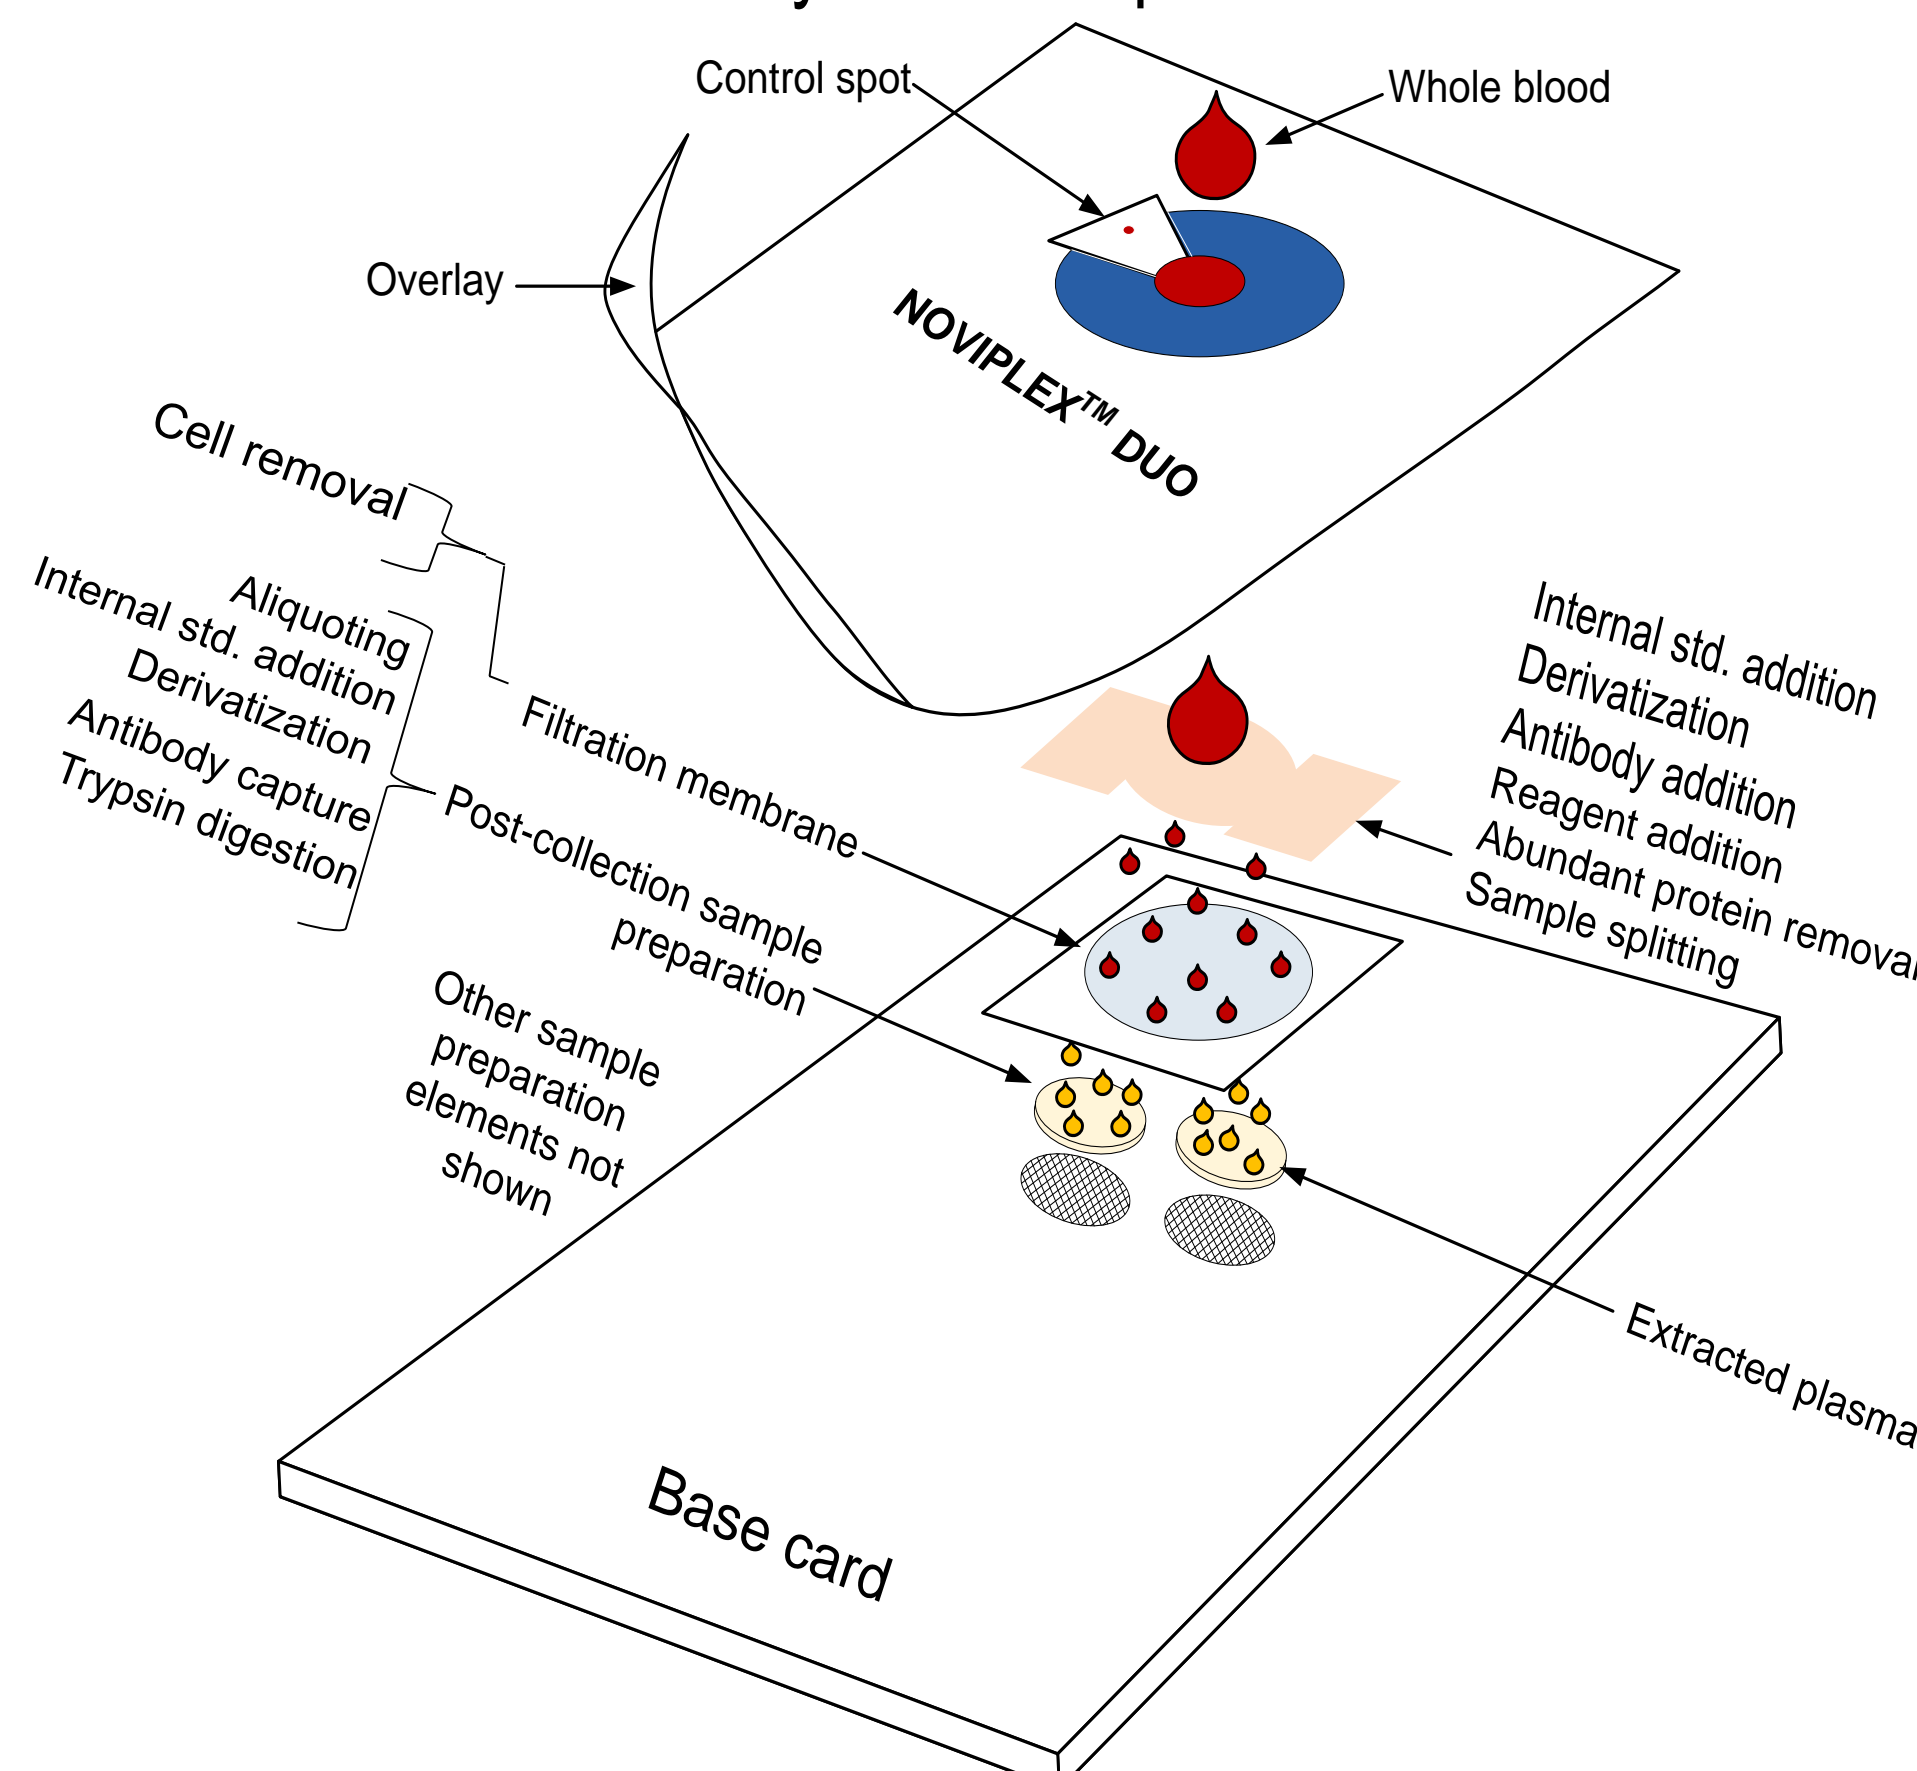 Control spot
Whole blood
Overlay
NOVIPLEX™ DUO
Cell removal
Aliquoting
Internal std. addition
Derivatization
Antibody capture
Trypsin digestion
Filtration membrane
Post-collection sample
preparation
Other sample
preparation
elements not
shown
Internal std. addition
Derivatization
Antibody addition
Reagent addition
Abundant protein removal
Sample splitting
Extracted plasma
Base card